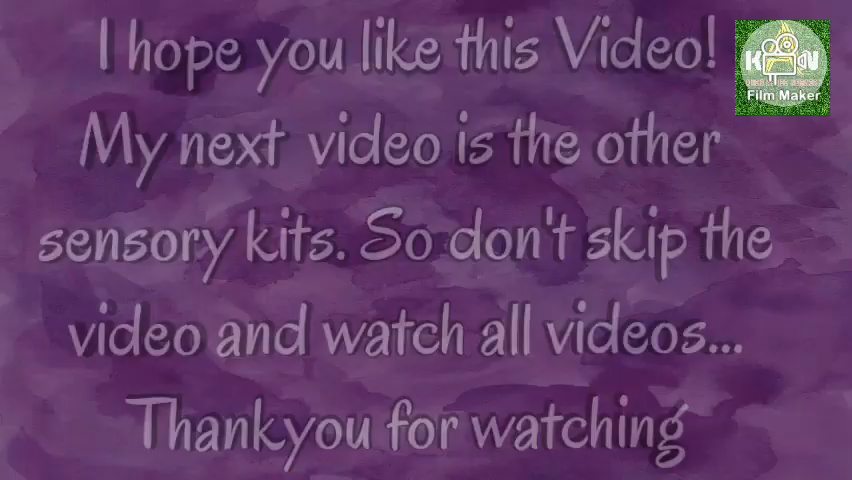 I hope you like this Video!
My next video is the other
sensory kits. So don't skip the
video and watch all videos...
Thankyou for watching
Film Maker